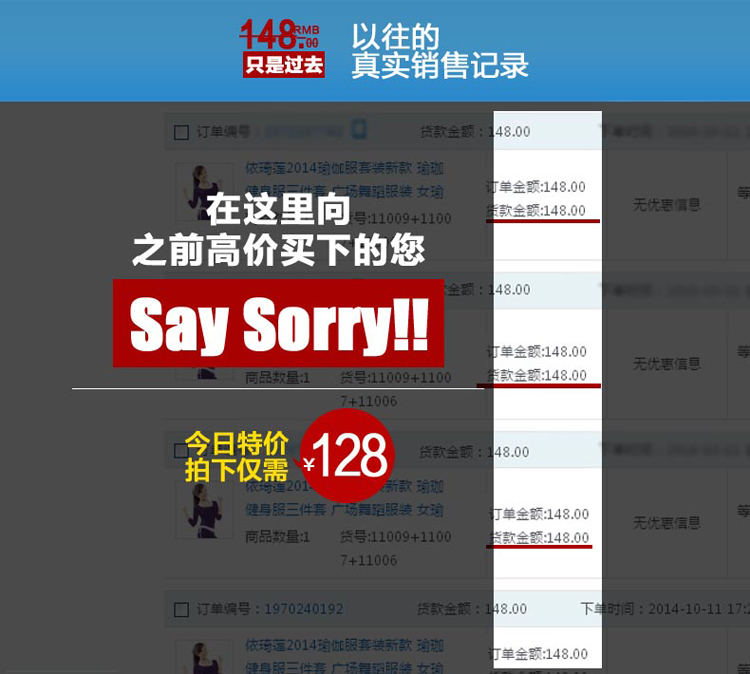 148.00
RMB
只是过去
以往的
真实销售记录
订单编号
货款金额：148.00
依琦莲2014瑜伽服套装新款 瑜珈
健身服三件套 广场舞蹈服装 女瑜
订单金额:148.00
货款金额:148.00
无优惠信息
等
号:11009+1100
在这里向
之前高价买下的您
Say Sorry!!
金额：148.00
订单金额:148.00
货款金额:148.00
无优惠信息
等
商品数量:1
货号:11009+1100
7+11006
今日特价
拍下仅需
¥128
货款金额：148.00
依琦莲201
新款 瑜珈
健身服三件套 广场舞蹈服装 女瑜
订单金额:148.00
货款金额:148.00
无优惠信息
等
商品数量:1
货号:11009+1100
7+11006
订单编号：1970240192
货款金额：148.00
下单时间：2014-10-11 17:2
依琦莲2014瑜伽服套装新款 瑜珈
健身服三件套 广场舞蹈服装 女瑜
订单金额:148.00